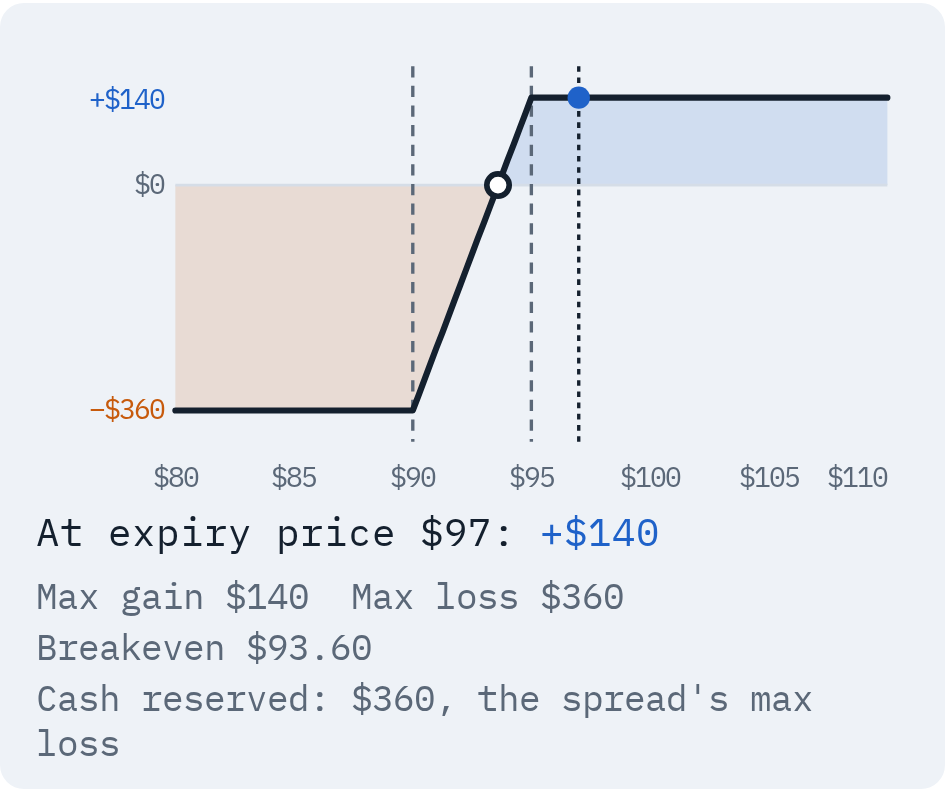 +$140
$0
−$360
$80 $85 $90 $95 $100 $105 $110
At expiry price $97: +$140
Max gain $140 Max loss $360
Breakeven $93.60
Cash reserved: $360, the spread's max
loss